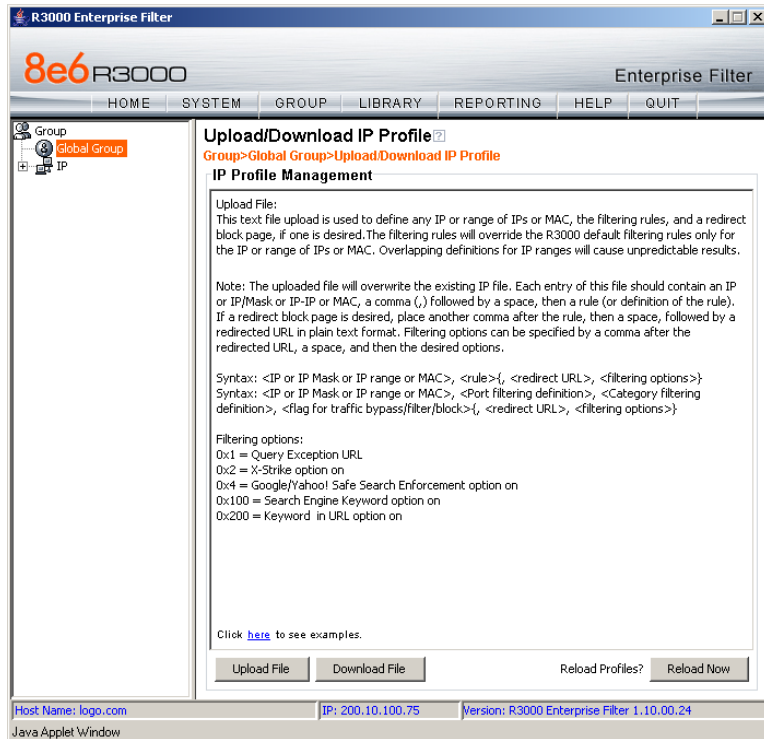 R3000 Enterprise Filter
8e6 R3000
Enterprise Filter
HOME SYSTEM GROUP LIBRARY REPORTING HELP QUIT
Group
Global Group
IP
Upload/Download IP Profile?
Group>Global Group>Upload/Download IP Profile
IP Profile Management
Upload File:
This text file upload is used to define any IP or range of IPs or MAC, the filtering rules, and a redirect
block page, if one is desired.The filtering rules will override the R3000 default filtering rules only for
the IP or range of IPs or MAC. Overlapping definitions for IP ranges will cause unpredictable results.
Note: The uploaded file will overwrite the existing IP file. Each entry of this file should contain an IP
or IP/Mask or IP-IP or MAC, a comma (,) followed by a space, then a rule (or definition of the rule).
If a redirect block page is desired, place another comma after the rule, then a space, followed by a
redirected URL in plain text format. Filtering options can be specified by a comma after the
redirected URL, a space, and then the desired options.
Syntax: <IP or IP Mask or IP range or MAC>, <rule>{, <redirect URL>, <filtering options>}
Syntax: <IP or IP Mask or IP range or MAC>, <Port filtering definition>, <Category filtering
definition>, <flag for traffic bypass/filter/block>{, <redirect URL>, <filtering options>}
Filtering options:
0x1 = Query Exception URL
0x2 = X-Strike option on
0x4 = Google/Yahoo! Safe Search Enforcement option on
0x100 = Search Engine Keyword option on
0x200 = Keyword in URL option on
Click here to see examples.
Upload File Download File Reload Profiles? Reload Now
Host Name: logo.com IP: 200.10.100.75 Version: R3000 Enterprise Filter 1.10.00.24
Java Applet Window